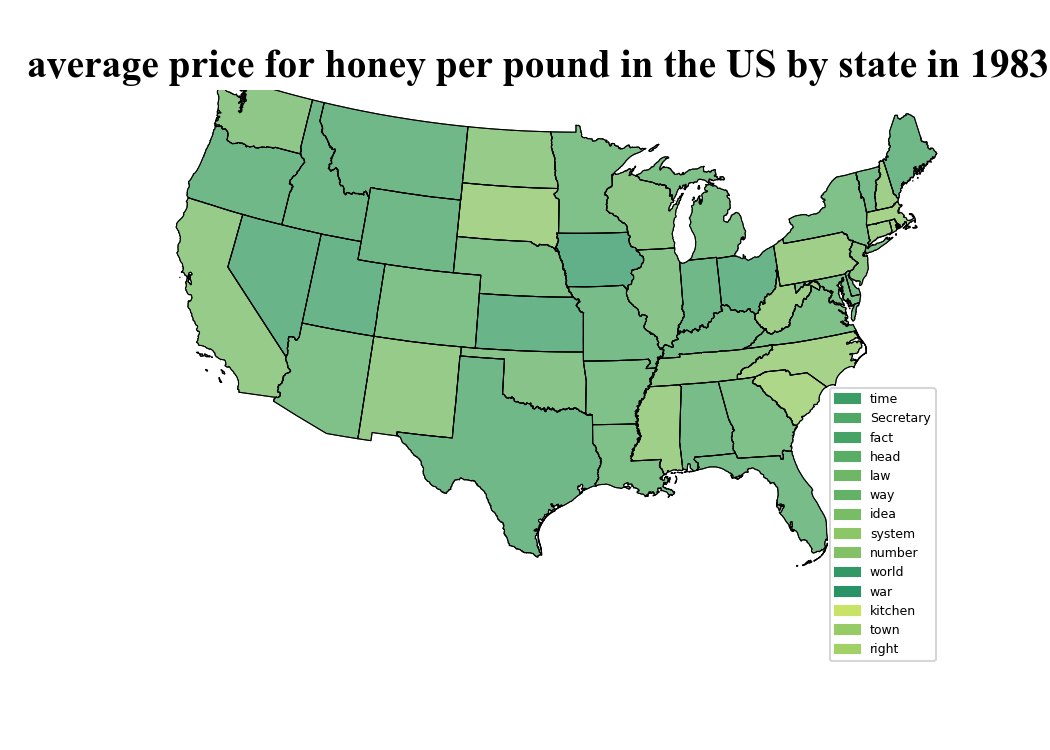 average price for honey per pound in the US by state in 1983
time
Secretary
fact
head
law
way
idea
system
number
world
war
kitchen
town
right